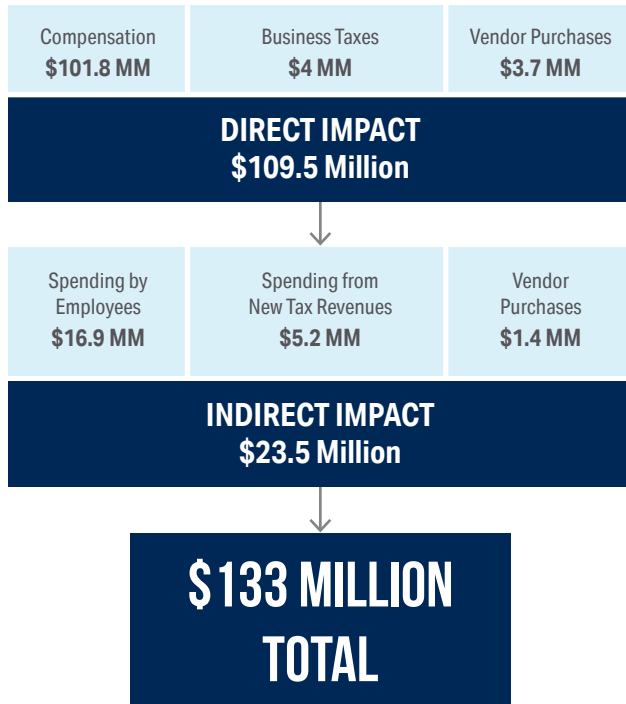 Compensation
$101.8 MM
Business Taxes
$4 MM
Vendor Purchases
$3.7 MM
DIRECT IMPACT
$109.5 Million
Spending by
Employees
$16.9 MM
Spending from
New Tax Revenues
$5.2 MM
Vendor
Purchases
$1.4 MM
INDIRECT IMPACT
$23.5 Million
$133 MILLION
TOTAL